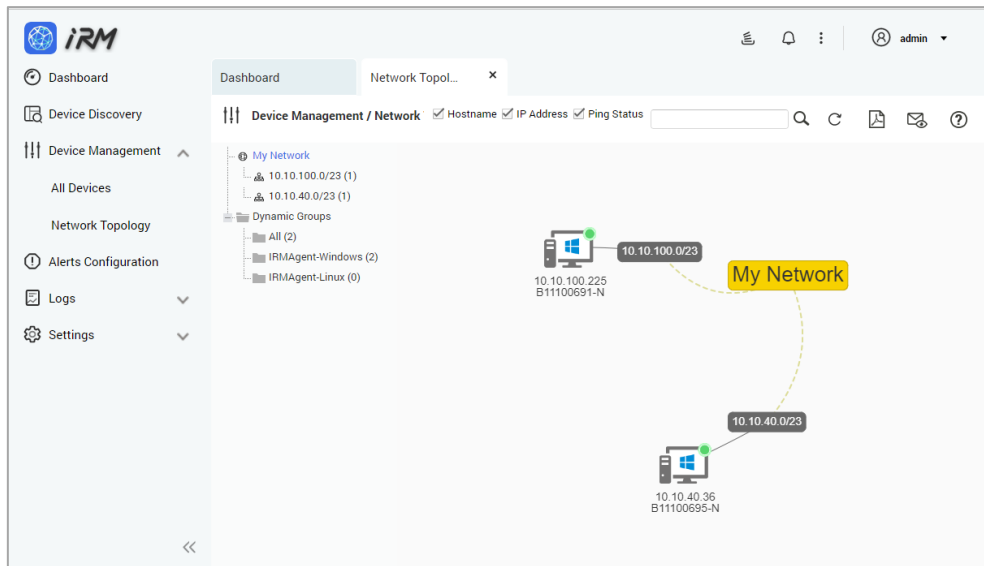 iRM
admin
Dashboard
Device Discovery
Device Management
All Devices
Network Topology
Alerts Configuration
Logs
Settings
Dashboard
Network Topol...
Device Management / Network
Hostname
IP Address
Ping Status
My Network
10.10.100.0/23 (1)
10.10.40.0/23 (1)
Dynamic Groups
All (2)
IRMAgent-Windows (2)
IRMAgent-Linux (0)
10.10.100.0/23
10.10.100.225
B11100691-N
My Network
10.10.40.0/23
10.10.40.36
B11100695-N